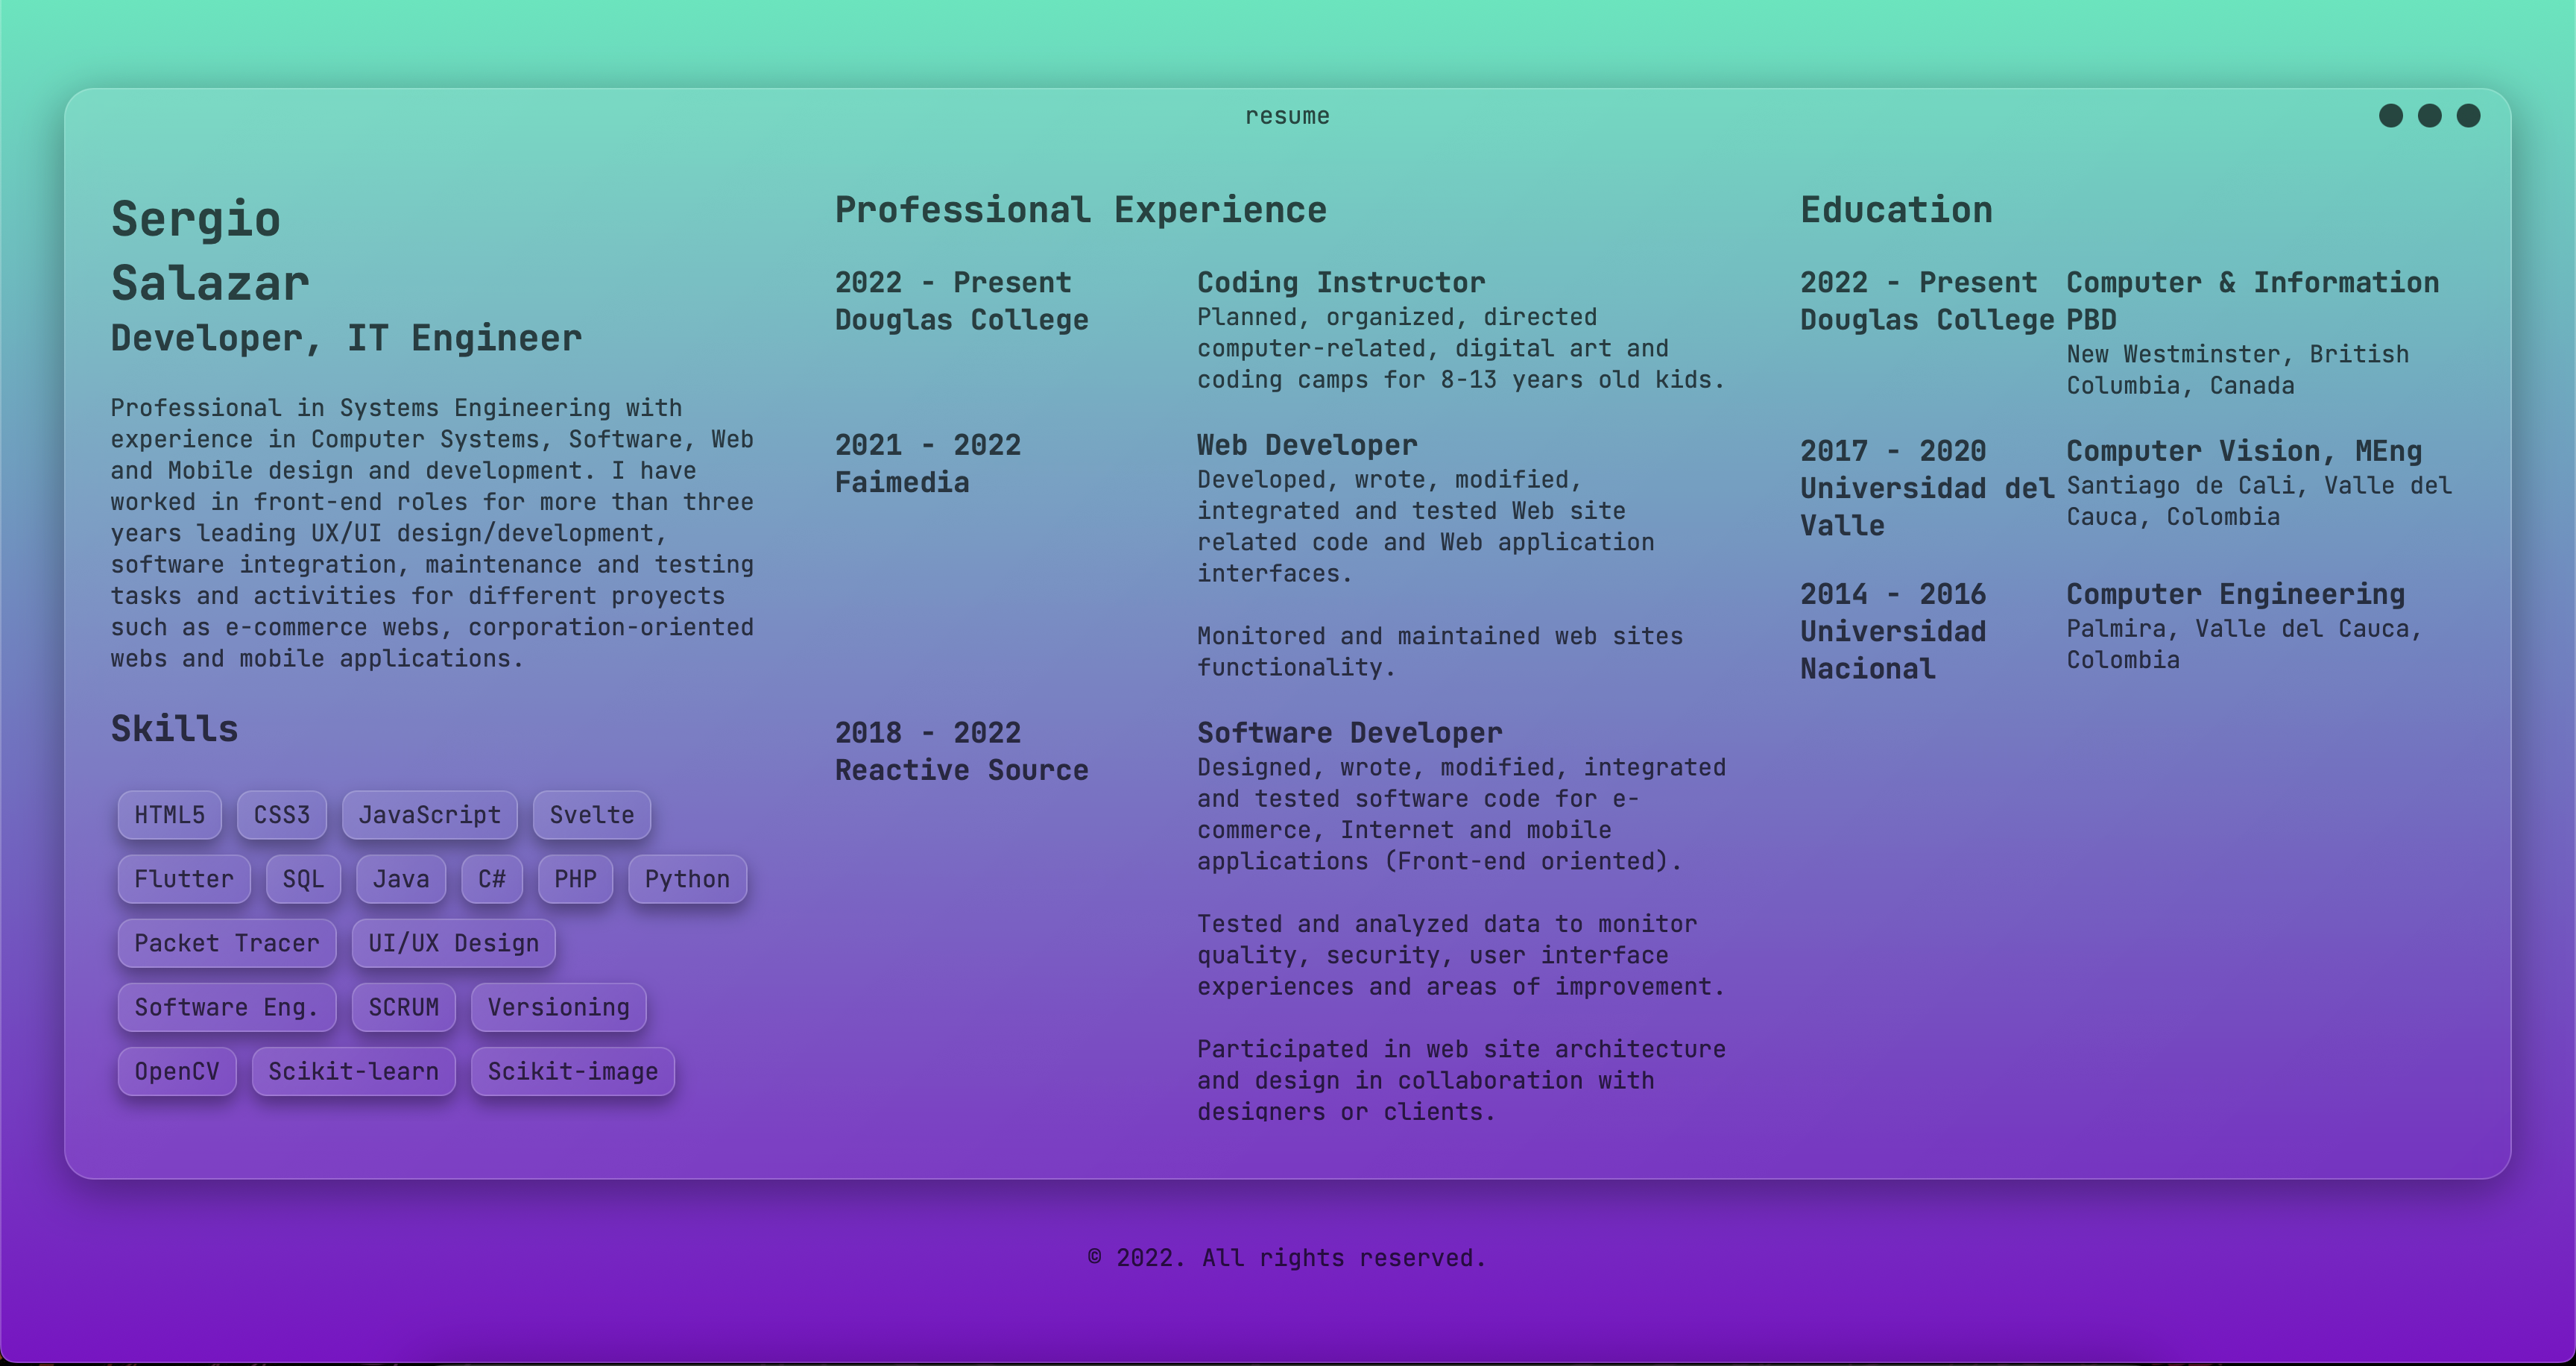 resume
Sergio
Salazar
Developer, IT Engineer
Professional in Systems Engineering with
experience in Computer Systems, Software, Web
and Mobile design and development. I have
worked in front-end roles for more than three
years leading UX/UI design/development,
software integration, maintenance and testing
tasks and activities for different proyects
such as e-commerce webs, corporation-oriented
webs and mobile applications.
Skills
HTML5 CSS3 JavaScript Svelte
Flutter SQL Java C# PHP Python
Packet Tracer UI/UX Design
Software Eng. SCRUM Versioning
OpenCV Scikit-learn Scikit-image
Professional Experience
2022 - Present
Douglas College
Coding Instructor
Planned, organized, directed
computer-related, digital art and
coding camps for 8-13 years old kids.
2021 - 2022
Faimedia
Web Developer
Developed, wrote, modified,
integrated and tested Web site
related code and Web application
interfaces.
Monitored and maintained web sites
functionality.
2018 - 2022
Reactive Source
Software Developer
Designed, wrote, modified, integrated
and tested software code for e-
commerce, Internet and mobile
applications (Front-end oriented).
Tested and analyzed data to monitor
quality, security, user interface
experiences and areas of improvement.
Participated in web site architecture
and design in collaboration with
designers or clients.
Education
2022 - Present
Douglas College
Computer & Information
PBD
New Westminster, British
Columbia, Canada
2017 - 2020
Universidad del
Valle
Computer Vision, MEng
Santiago de Cali, Valle del
Cauca, Colombia
2014 - 2016
Universidad
Nacional
Computer Engineering
Palmira, Valle del Cauca,
Colombia
© 2022. All rights reserved.